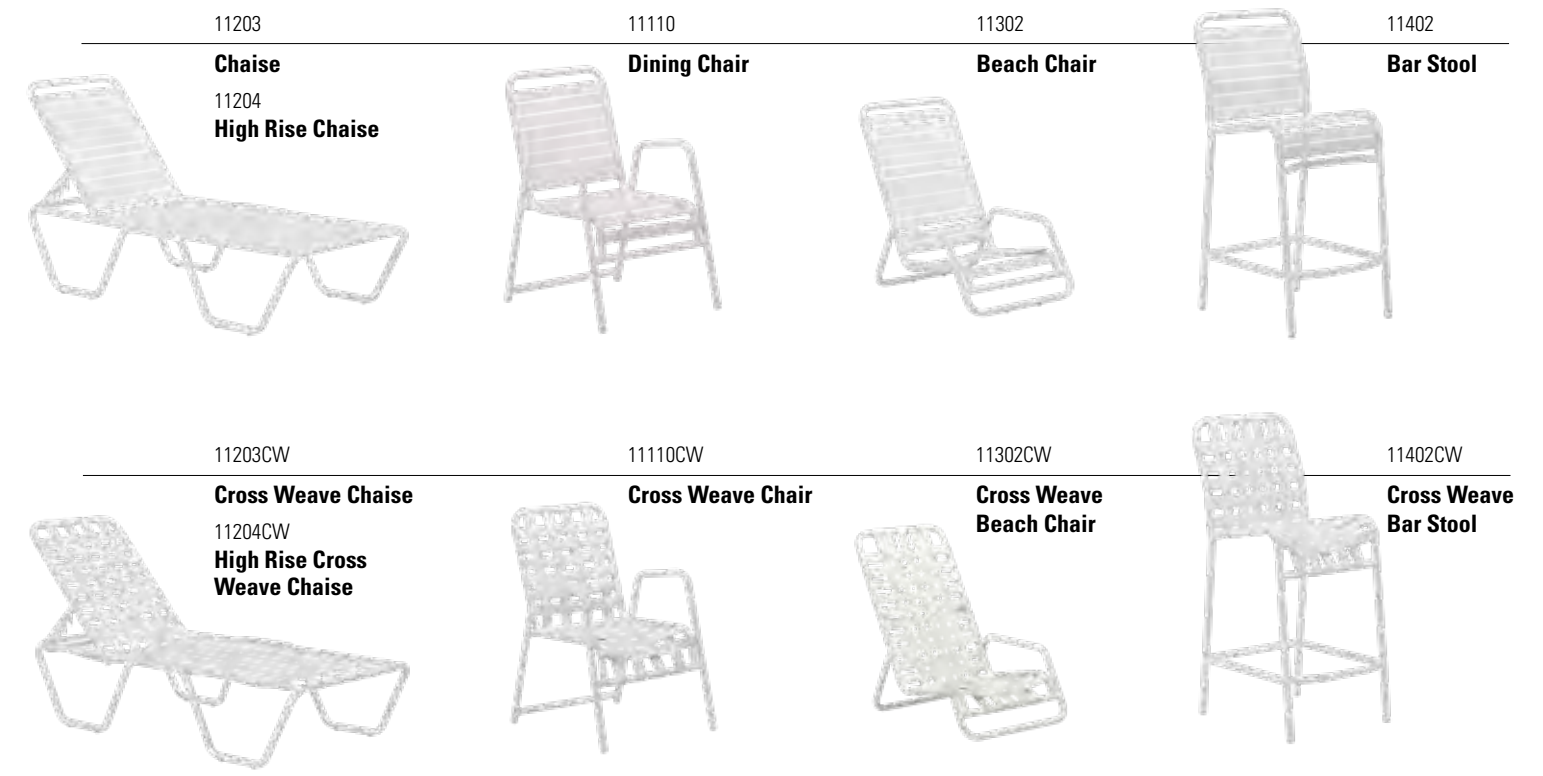 11203
Chaise
11204
High Rise Chaise
11110
Dining Chair
11302
Beach Chair
11402
Bar Stool
11203CW
Cross Weave Chaise
11204CW
High Rise Cross
Weave Chaise
11110CW
Cross Weave Chair
11302CW
Cross Weave
Beach Chair
11402CW
Cross Weave
Bar Stool